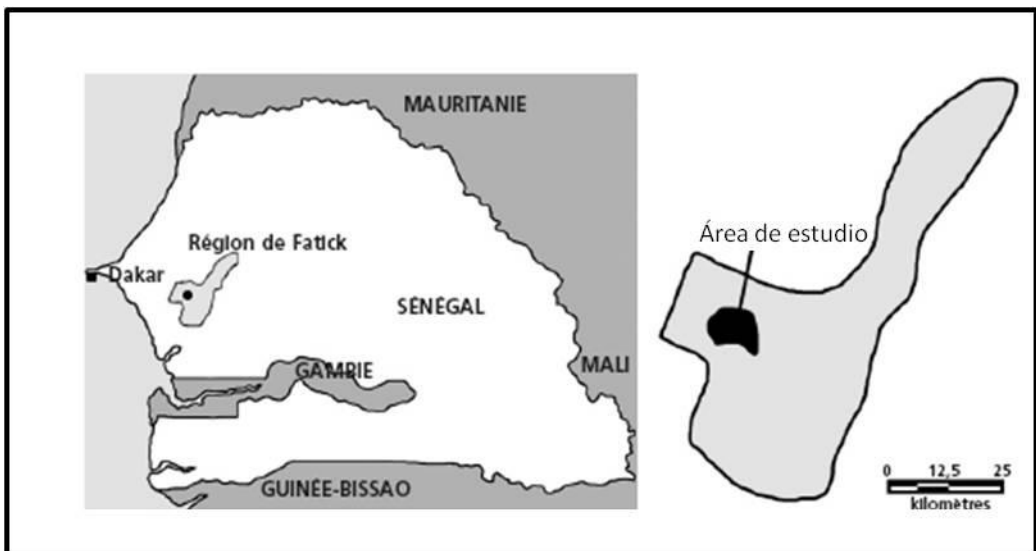 MAURITANIE
Région de Fatick
Dakar
SÉNÉGAL
GAMBIE
MALI
GUINÉE-BISSAO
Área de estudio
0 12,5 25
kilomètres